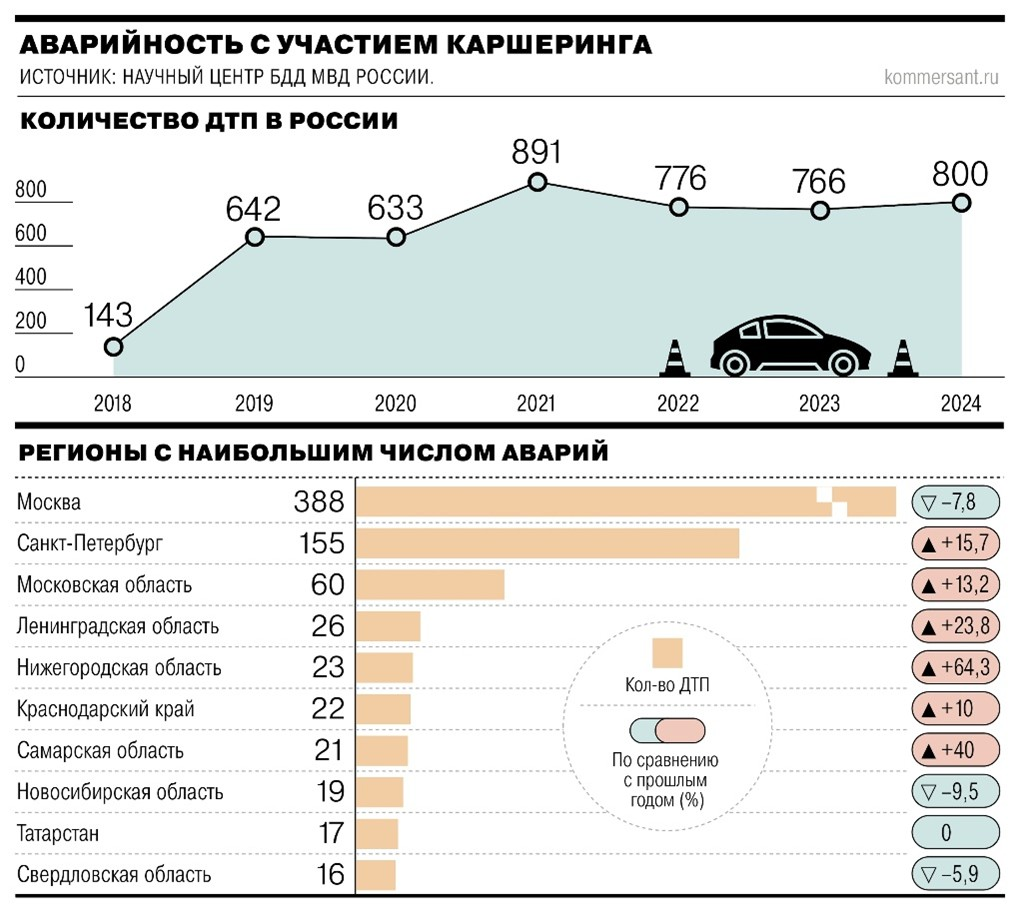 АВАРИЙНОСТЬ С УЧАСТИЕМ КАРШЕРИНГА
ИСТОЧНИК: НАУЧНЫЙ ЦЕНТР БДД МВД РОССИИ.
kommersant.ru
КОЛИЧЕСТВО ДТП В РОССИИ
143
642
633
891
776
766
800
800
600
400
200
0
2018
2019
2020
2021
2022
2023
2024
РЕГИОНЫ С НАИБОЛЬШИМ ЧИСЛОМ АВАРИЙ
Москва 388 ▽ –7,8
Санкт-Петербург 155 ▲ +15,7
Московская область 60 ▲ +13,2
Ленинградская область 26 ▲ +23,8
Нижегородская область 23 ▲ +64,3
Краснодарский край 22 ▲ +10
Самарская область 21 ▲ +40
Новосибирская область 19 ▽ –9,5
Татарстан 17 0
Свердловская область 16 ▽ –5,9
Кол-во ДТП
По сравнению
с прошлым
годом (%)